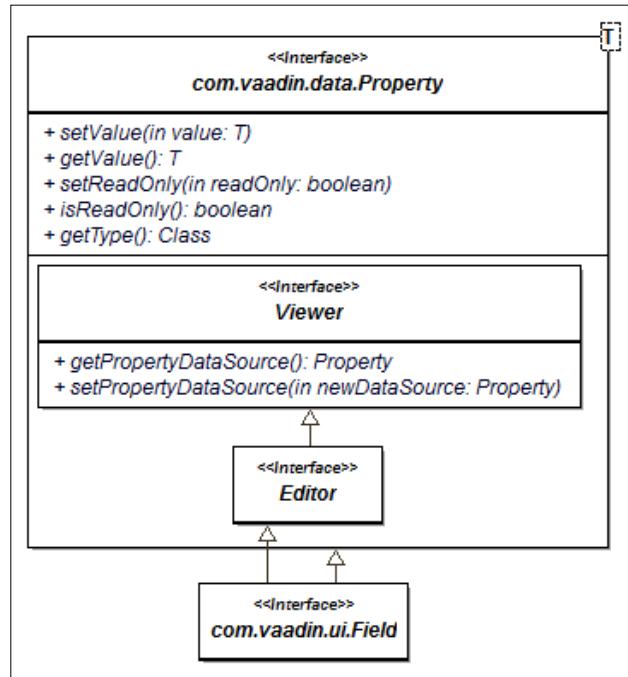 T
<<Interface>>
com.vaadin.data.Property
+ setValue(in value: T)
+ getValue(): T
+ setReadOnly(in readOnly: boolean)
+ isReadOnly(): boolean
+ getType(): Class
<<Interface>>
Viewer
+ getPropertyDataSource(): Property
+ setPropertyDataSource(in newDataSource: Property)
<<Interface>>
Editor
<<Interface>>
com.vaadin.ui.Field